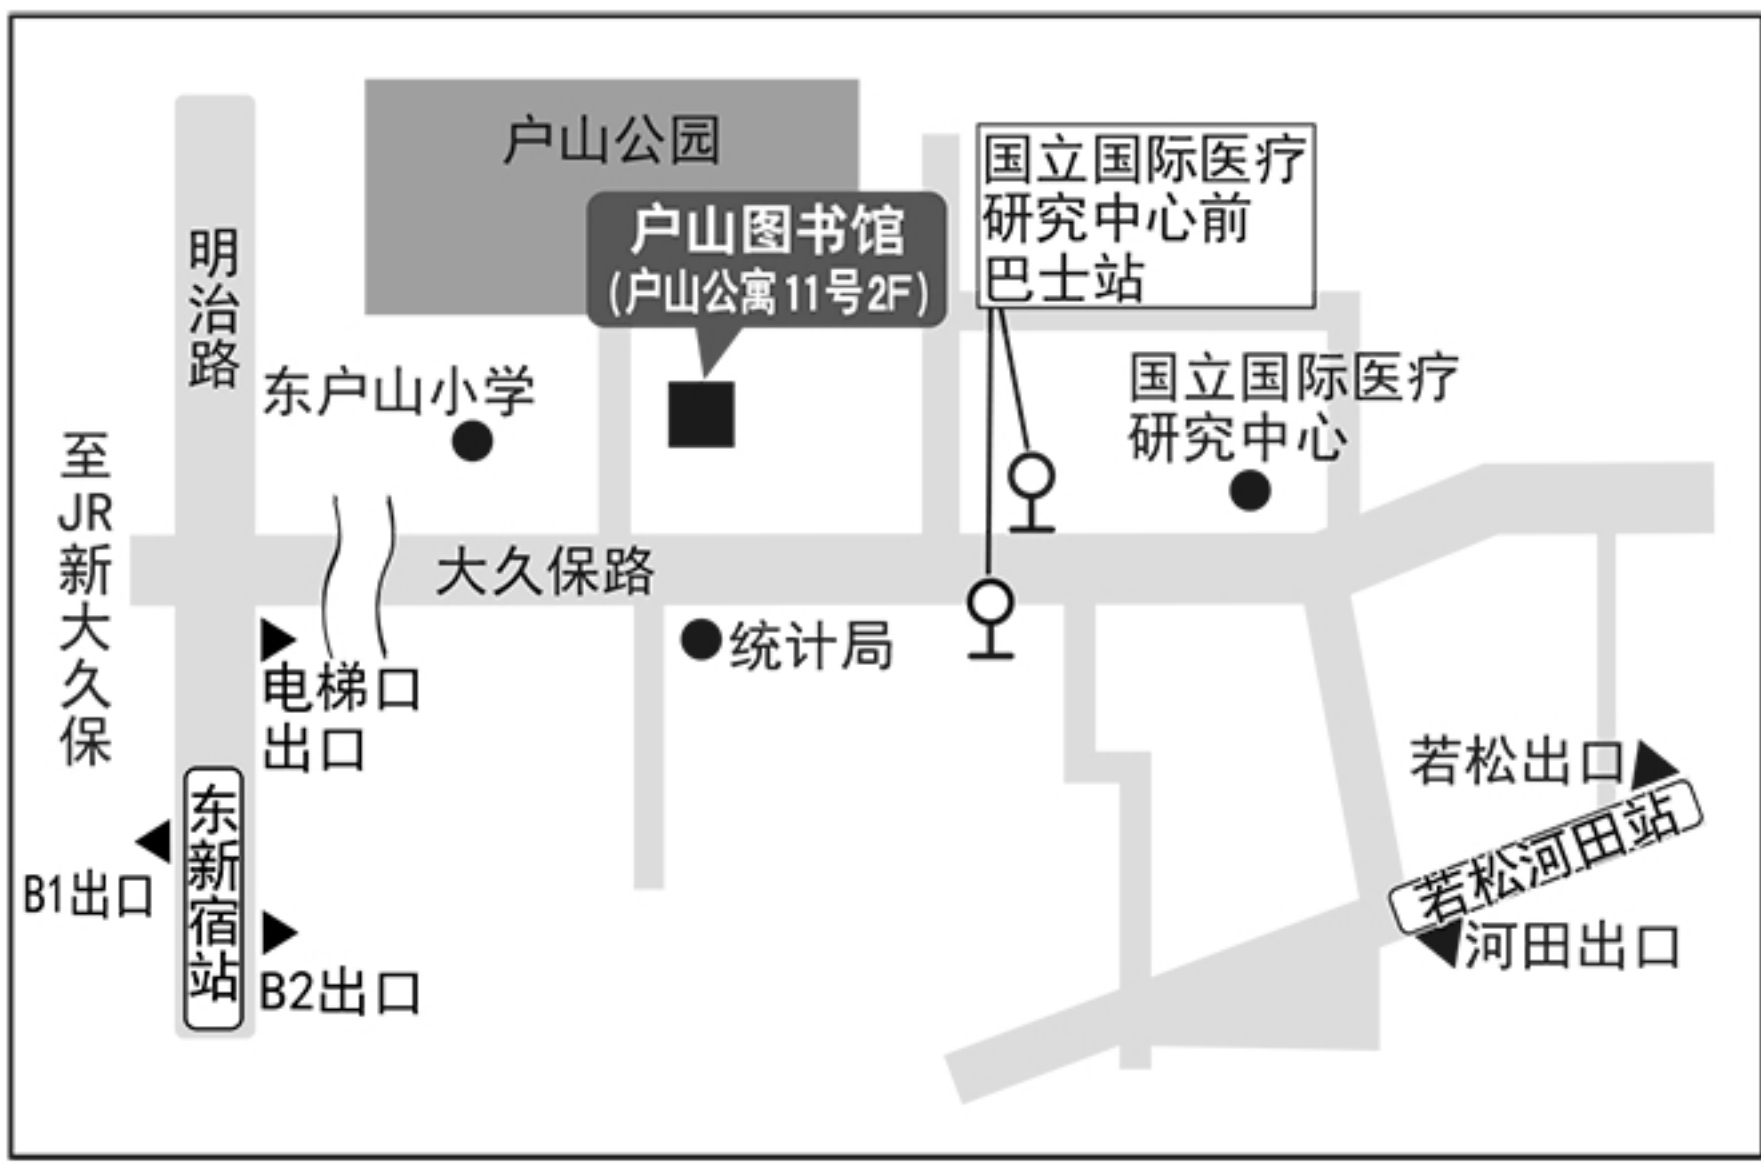 户山公园
户山图书馆
(户山公寓11号2F)
国立国际医疗
研究中心前
巴士站
明治路
东户山小学
国立国际医疗
研究中心
至JR新大久保
大久保路
统计局
电梯口
出口
若松出口
东新宿站
若松河田站
B1出口
河田出口
B2出口